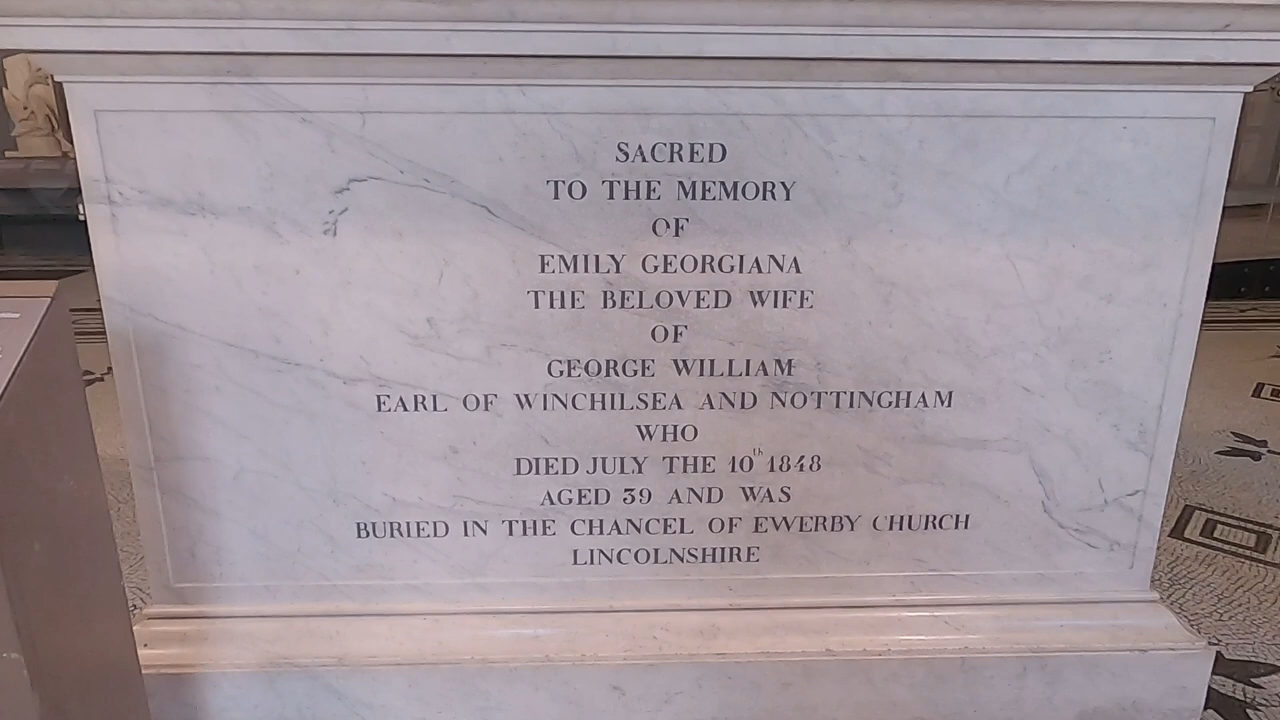 SACRED
TO THE MEMORY
OF
EMILY GEORGIANA
THE BELOVED WIFE
OF
GEORGE WILLIAM
EARL OF WINCHILSEA AND NOTTINGHAM
WHO
DIED JULY THE 10th 1848
AGED 39 AND WAS
BURIED IN THE CHANCEL OF EWERBY CHURCH
LINCOLNSHIRE